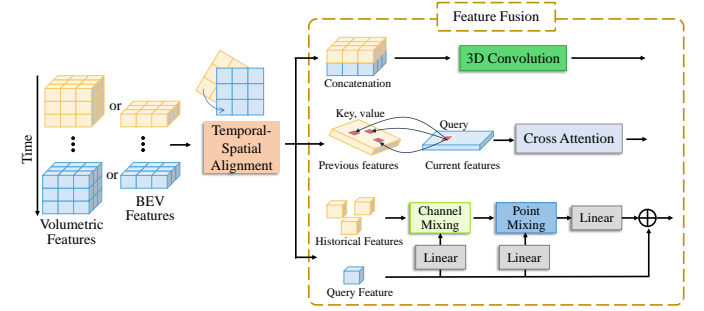 Feature Fusion
Time
or
or
Volumetric
Features
BEV
Features
Temporal-
Spatial
Alignment
Concatenation
3D Convolution
Key, value
Query
Previous features
Current features
Cross Attention
Historical Features
Channel
Mixing
Point
Mixing
Linear
Linear
Linear
Query Feature